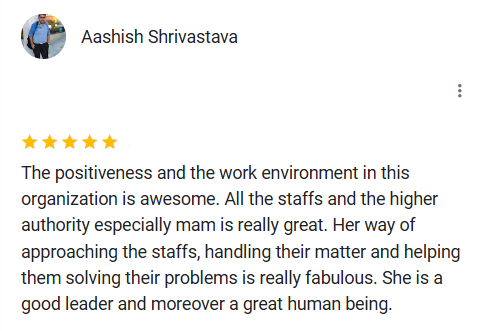 Aashish Shrivastava
The positiveness and the work environment in this
organization is awesome. All the staffs and the higher
authority especially mam is really great. Her way of
approaching the staffs, handling their matter and helping
them solving their problems is really fabulous. She is a
good leader and moreover a great human being.